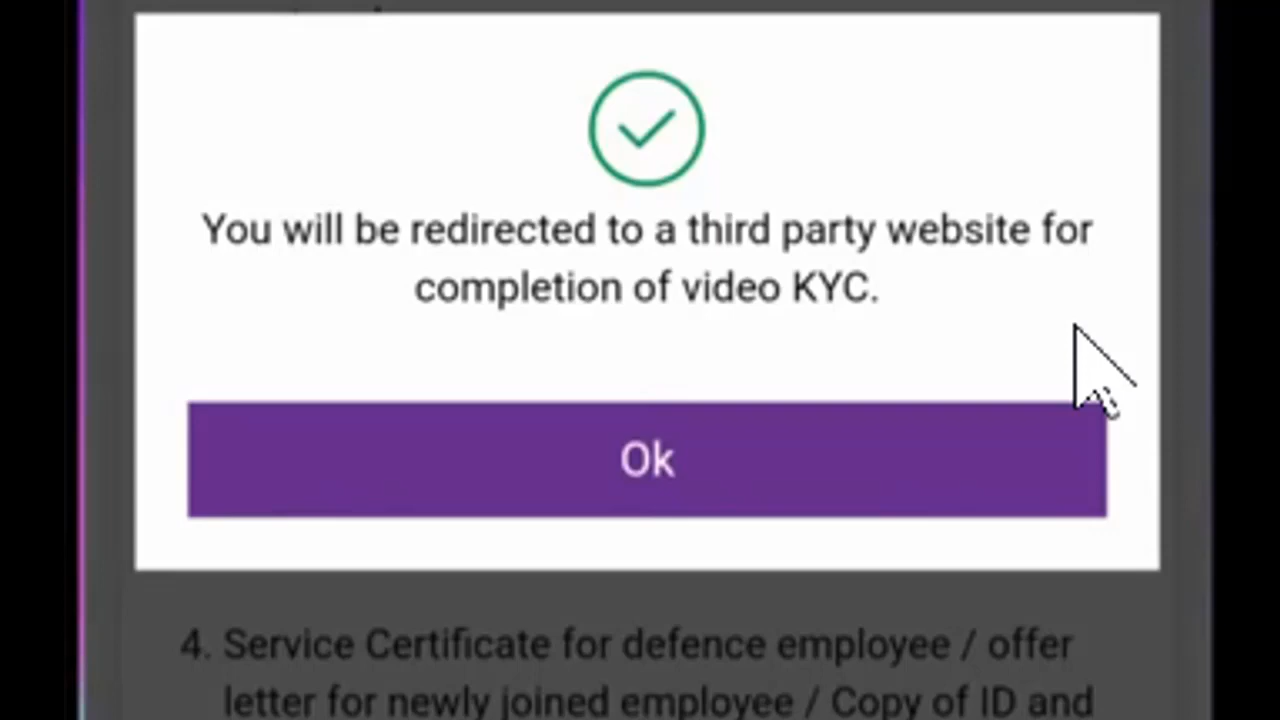 You will be redirected to a third party website for
completion of video KYC.
Ok
4. Service Certificate for defence employee / offer
letter for newly joined employee / Copy of ID and